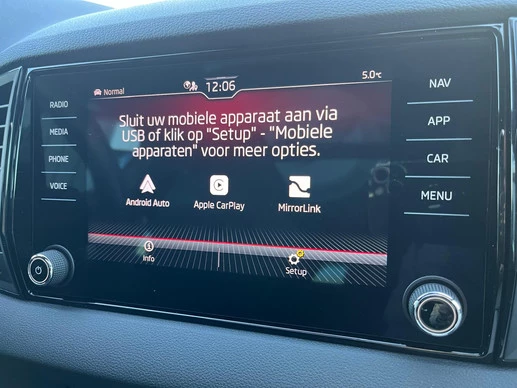 Normal
12:06
5.0°C
RADIO
MEDIA
PHONE
VOICE
Sluit uw mobiele apparaat aan via
USB of klik op "Setup" - "Mobiele
apparaten" voor meer opties.
Android Auto
Apple CarPlay
MirrorLink
Info
Setup
NAV
APP
CAR
MENU